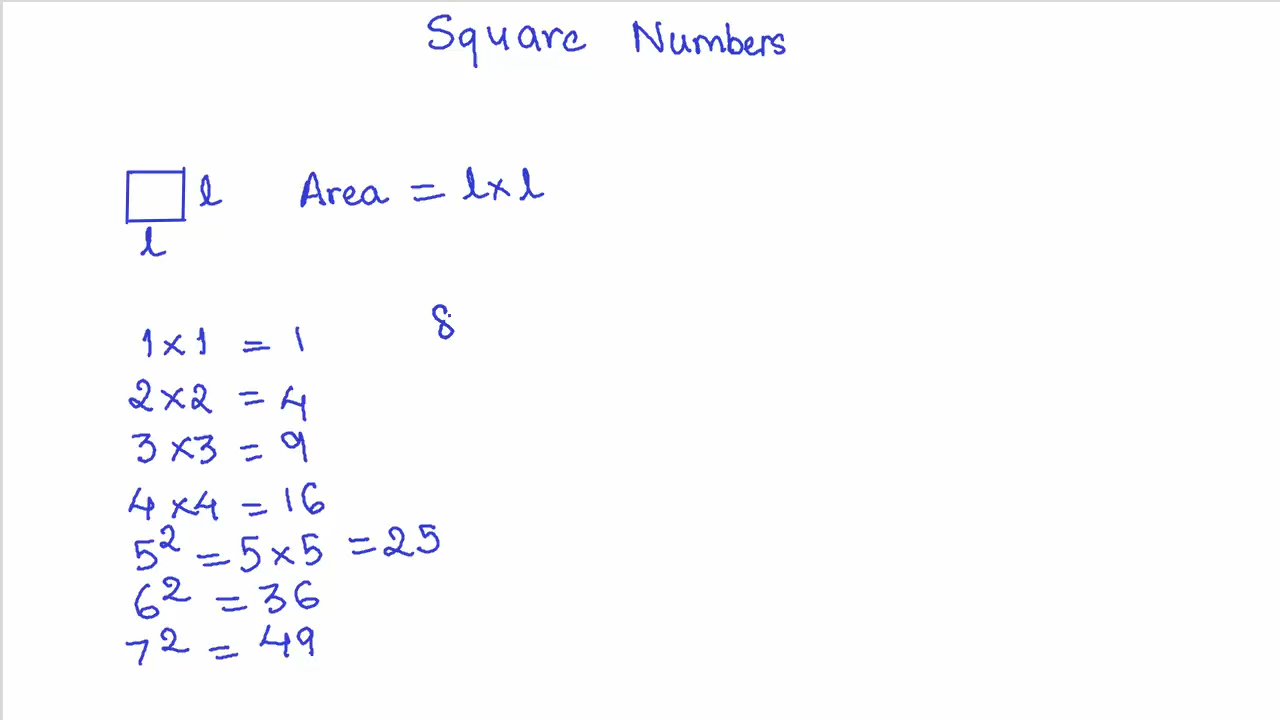 Square Numbers
l Area = l×l
l
8
1×1 = 1
2×2 = 4
3×3 = 9
4×4 = 16
5² = 5×5 = 25
6² = 36
7² = 49